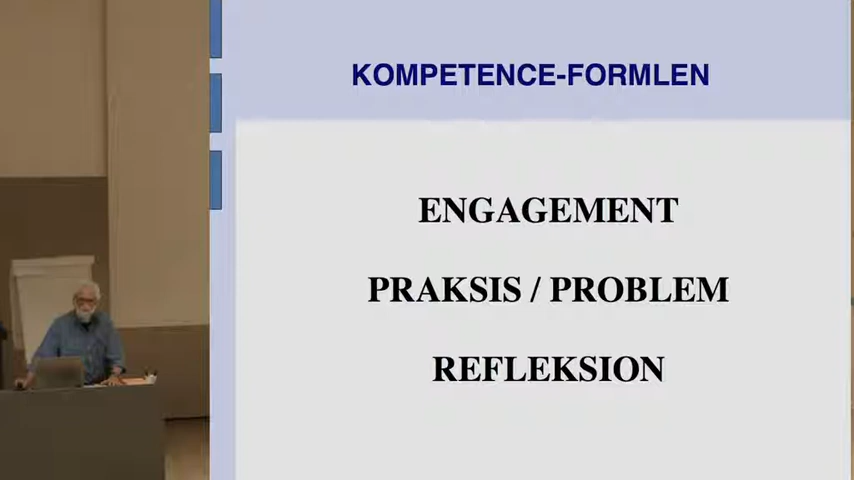 KOMPETENCE-FORMLEN
ENGAGEMENT
PRAKSIS / PROBLEM
REFLEKSION